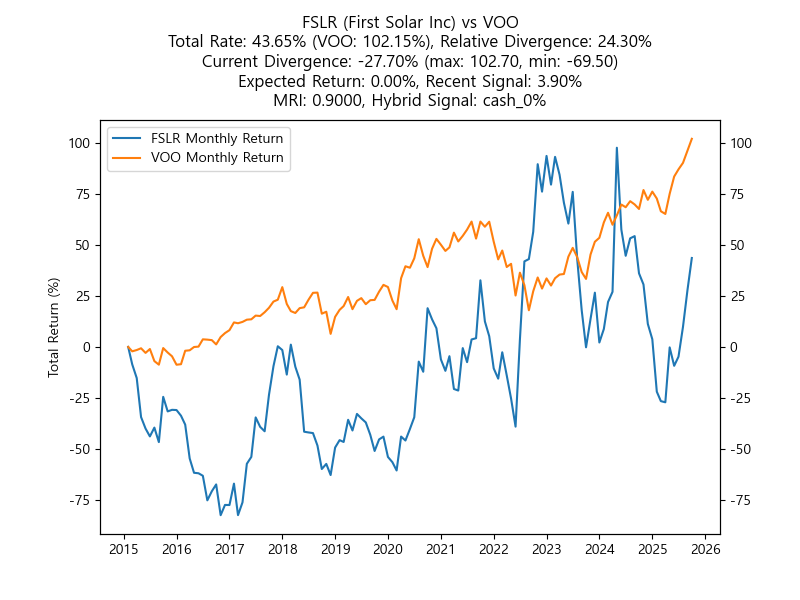 FSLR (First Solar Inc) vs VOO
Total Rate: 43.65% (VOO: 102.15%), Relative Divergence: 24.30%
Current Divergence: -27.70% (max: 102.70, min: -69.50)
Expected Return: 0.00%, Recent Signal: 3.90%
MRI: 0.9000, Hybrid Signal: cash_0%
FSLR Monthly Return
VOO Monthly Return
Total Return (%)
100
75
50
25
0
-25
-50
-75
100
75
50
25
0
-25
-50
-75
2015 2016 2017 2018 2019 2020 2021 2022 2023 2024 2025 2026